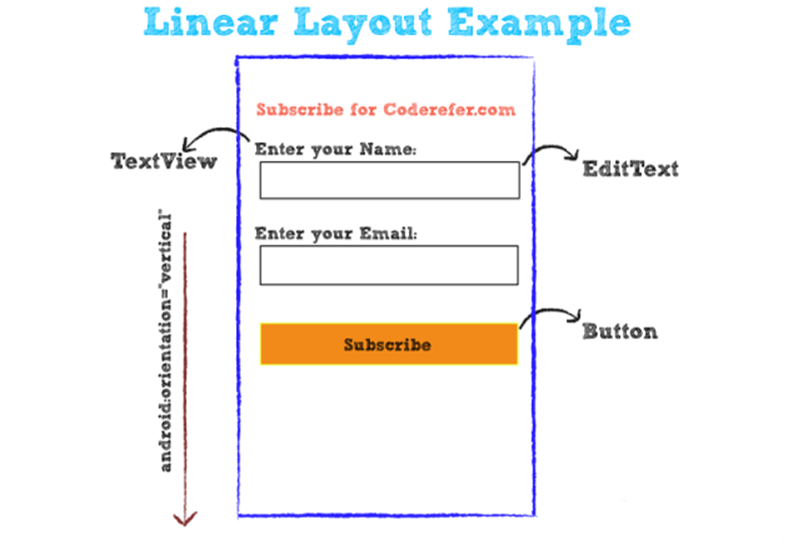 Linear Layout Example
Subscribe for Coderefer.com
Enter your Name:
TextView
EditText
android:orientation="vertical"
Enter your Email:
Button
Subscribe